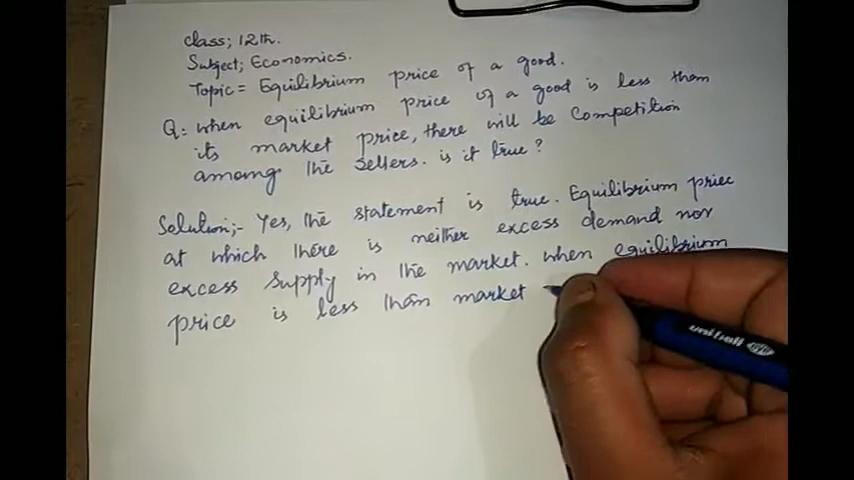 class; 12th.
Subject; Economics.
Topic = Equilibrium price of a good.
Q: when equilibrium price of a good is less than
its market price, there will be competition
among the sellers. is it true?
Solution;- Yes, the statement is true. Equilibrium price
at which there is neither excess demand nor
excess supply in the market. when equilibrium
price is less than market
uniball